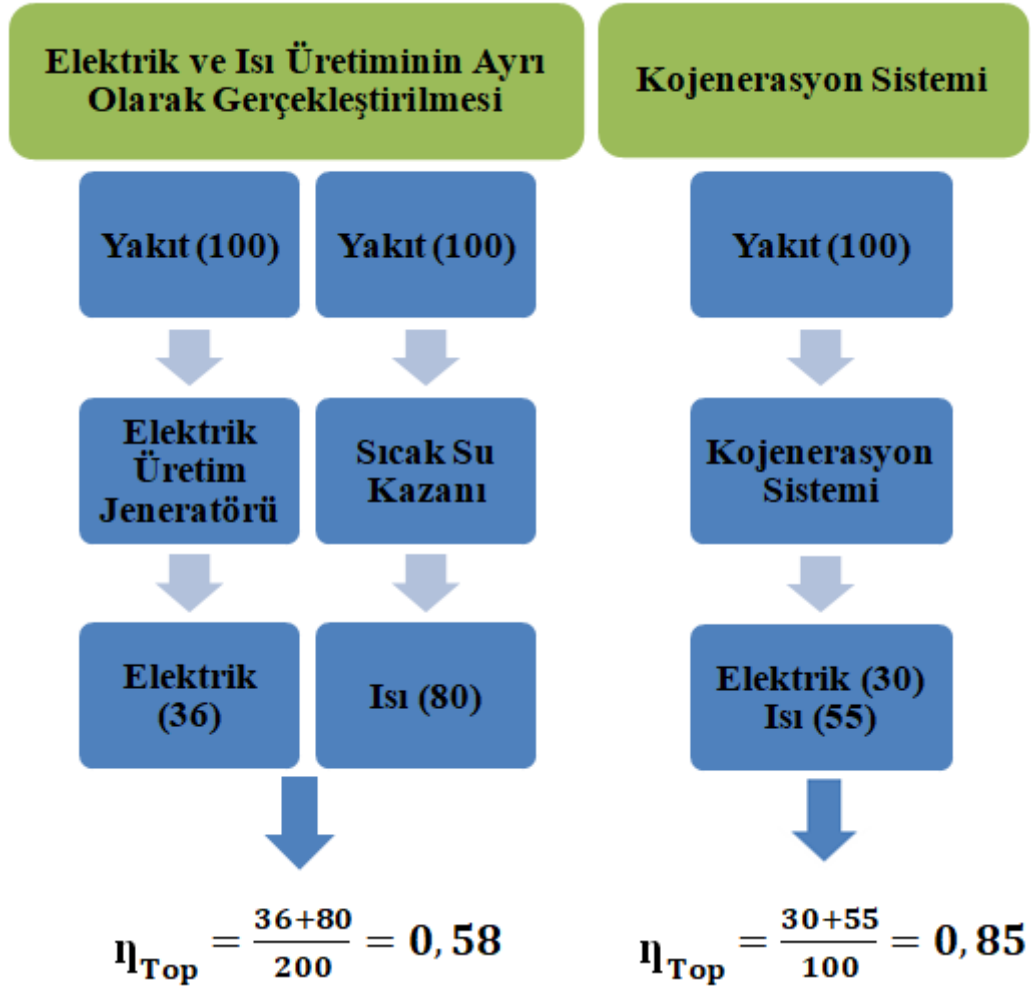 Elektrik ve Isı Üretiminin Ayrı
Olarak Gerçekleştirilmesi
Yakıt (100)
Yakıt (100)
Elektrik
Üretim
Jeneratörü
Sıcak Su
Kazanı
Elektrik
(36)
Isı (80)
η_Top = 36+80/200 = 0,58
Kojenerasyon Sistemi
Yakıt (100)
Kojenerasyon
Sistemi
Elektrik (30)
Isı (55)
η_Top = 30+55/100 = 0,85